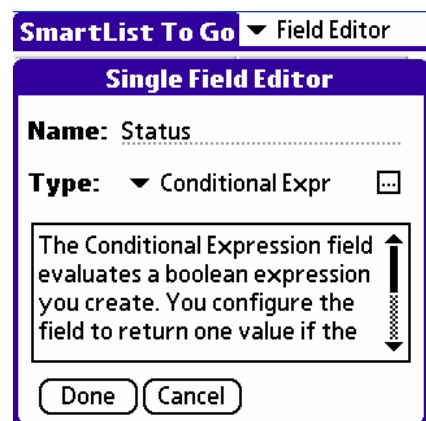 SmartList To Go Field Editor
Single Field Editor
Name: Status
Type: Conditional Expr
The Conditional Expression field
evaluates a boolean expression
you create. You configure the
field to return one value if the
Done Cancel